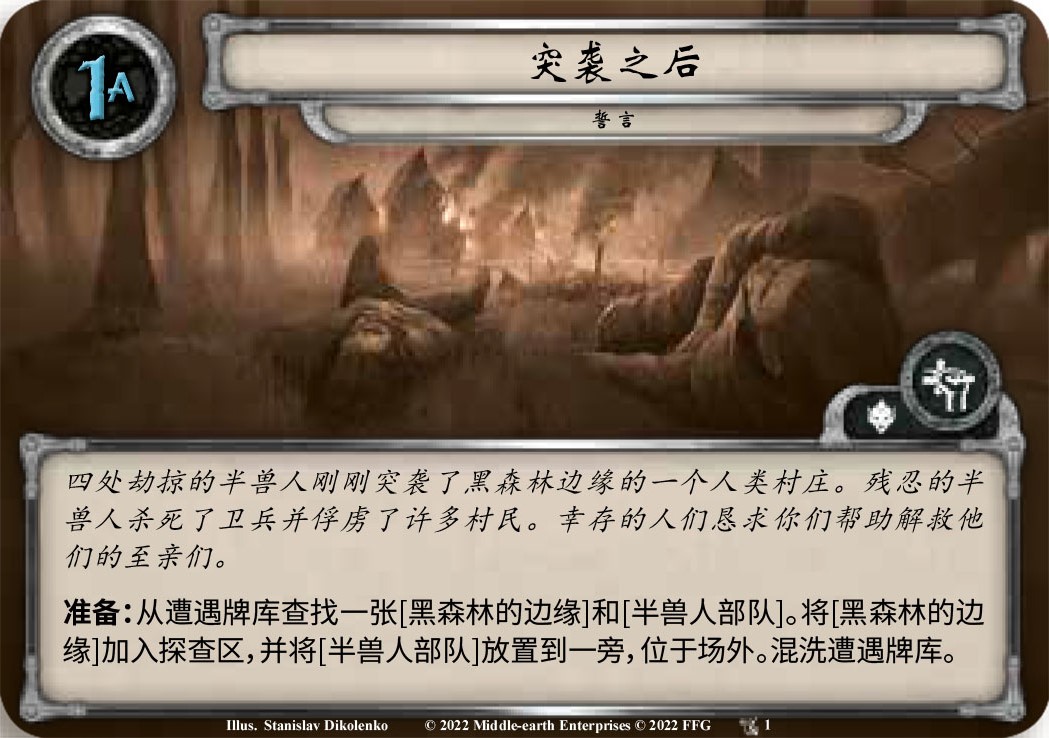 1A
突袭之后
誓言
四处劫掠的半兽人刚刚突袭了黑森林边缘的一个人类村庄。残忍的半
兽人杀死了卫兵并俘虏了许多村民。幸存的人们恳求你们帮助解救他
们的至亲们。
准备：从遭遇牌库查找一张[黑森林的边缘]和[半兽人部队]。将[黑森林的边
缘]加入探查区，并将[半兽人部队]放置到一旁，位于场外。混洗遭遇牌库。
Illus. Stanislav Dikolenko © 2022 Middle-earth Enterprises © 2022 FFG 1